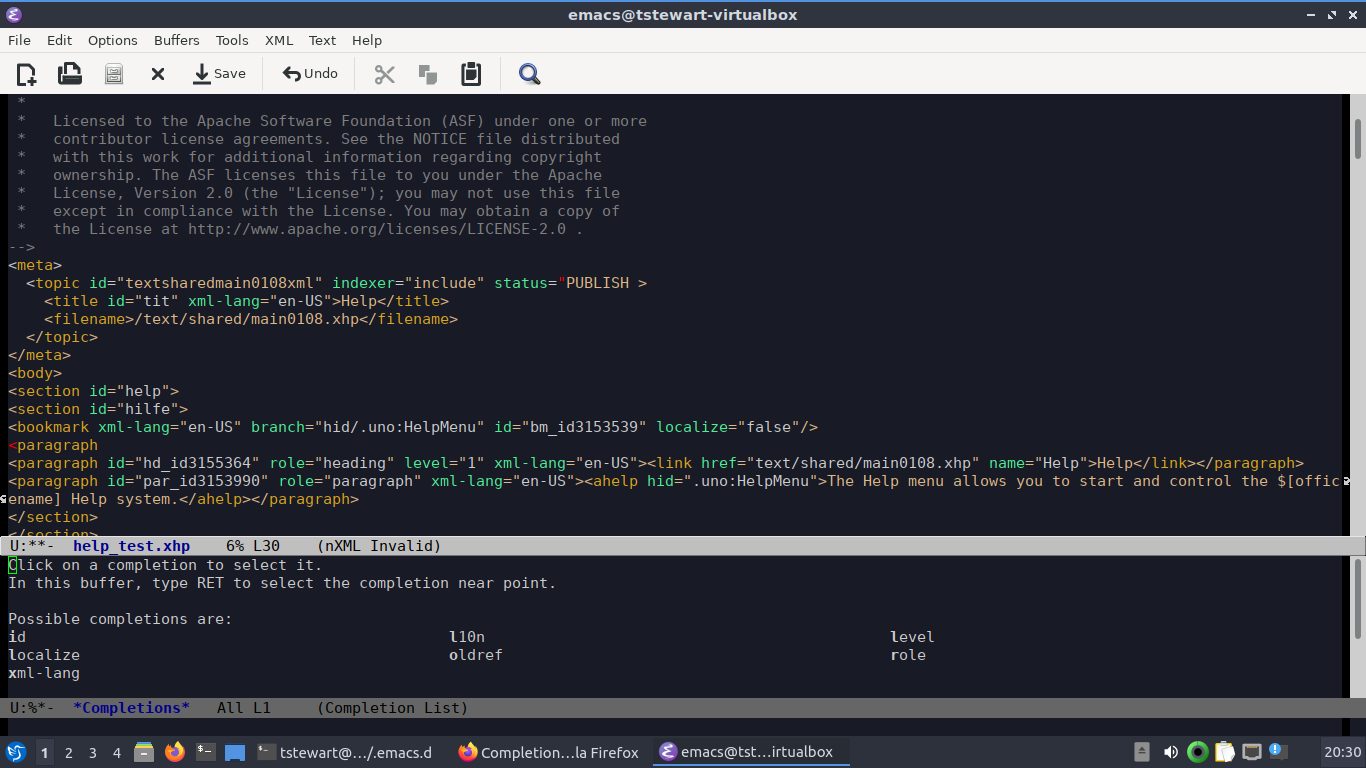 emacs@tstewart-virtualbox
File Edit Options Buffers Tools XML Text Help
Save Undo
*
* Licensed to the Apache Software Foundation (ASF) under one or more
* contributor license agreements. See the NOTICE file distributed
* with this work for additional information regarding copyright
* ownership. The ASF licenses this file to you under the Apache
* License, Version 2.0 (the "License"); you may not use this file
* except in compliance with the License. You may obtain a copy of
* the License at http://www.apache.org/licenses/LICENSE-2.0 .
-->
<meta>
<topic id="textsharedmain0108xml" indexer="include" status="PUBLISH >
<title id="tit" xml-lang="en-US">Help</title>
<filename>/text/shared/main0108.xhp</filename>
</topic>
</meta>
<body>
<section id="help">
<section id="hilfe">
<bookmark xml-lang="en-US" branch="hid/.uno:HelpMenu" id="bm_id3153539" localize="false"/>
<paragraph
<paragraph id="hd_id3155364" role="heading" level="1" xml-lang="en-US"><link href="text/shared/main0108.xhp" name="Help">Help</link></paragraph>
<paragraph id="par_id3153990" role="paragraph" xml-lang="en-US"><ahelp hid=".uno:HelpMenu">The Help menu allows you to start and control the $[offic
ename] Help system.</ahelp></paragraph>
</section>
</section>
U:**- help_test.xhp 6% L30 (nXML Invalid)
Click on a completion to select it.
In this buffer, type RET to select the completion near point.
Possible completions are:
id l10n level
localize oldref role
xml-lang
U:%*- *Completions* All L1 (Completion List)
1 2 3 4 tstewart@…/.emacs.d Completion…la Firefox emacs@tst…irtualbox 20:30